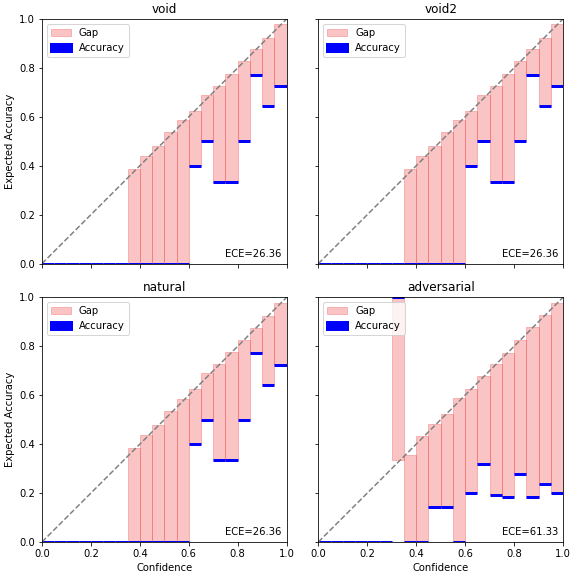 void
void2
Gap
Accuracy
Gap
Accuracy
Expected Accuracy
1.0
0.8
0.6
0.4
0.2
0.0
ECE=26.36
ECE=26.36
natural
adversarial
Gap
Accuracy
Gap
Accuracy
Expected Accuracy
1.0
0.8
0.6
0.4
0.2
0.0
ECE=26.36
ECE=61.33
0.0 0.2 0.4 0.6 0.8 1.0
0.0 0.2 0.4 0.6 0.8 1.0
Confidence
Confidence